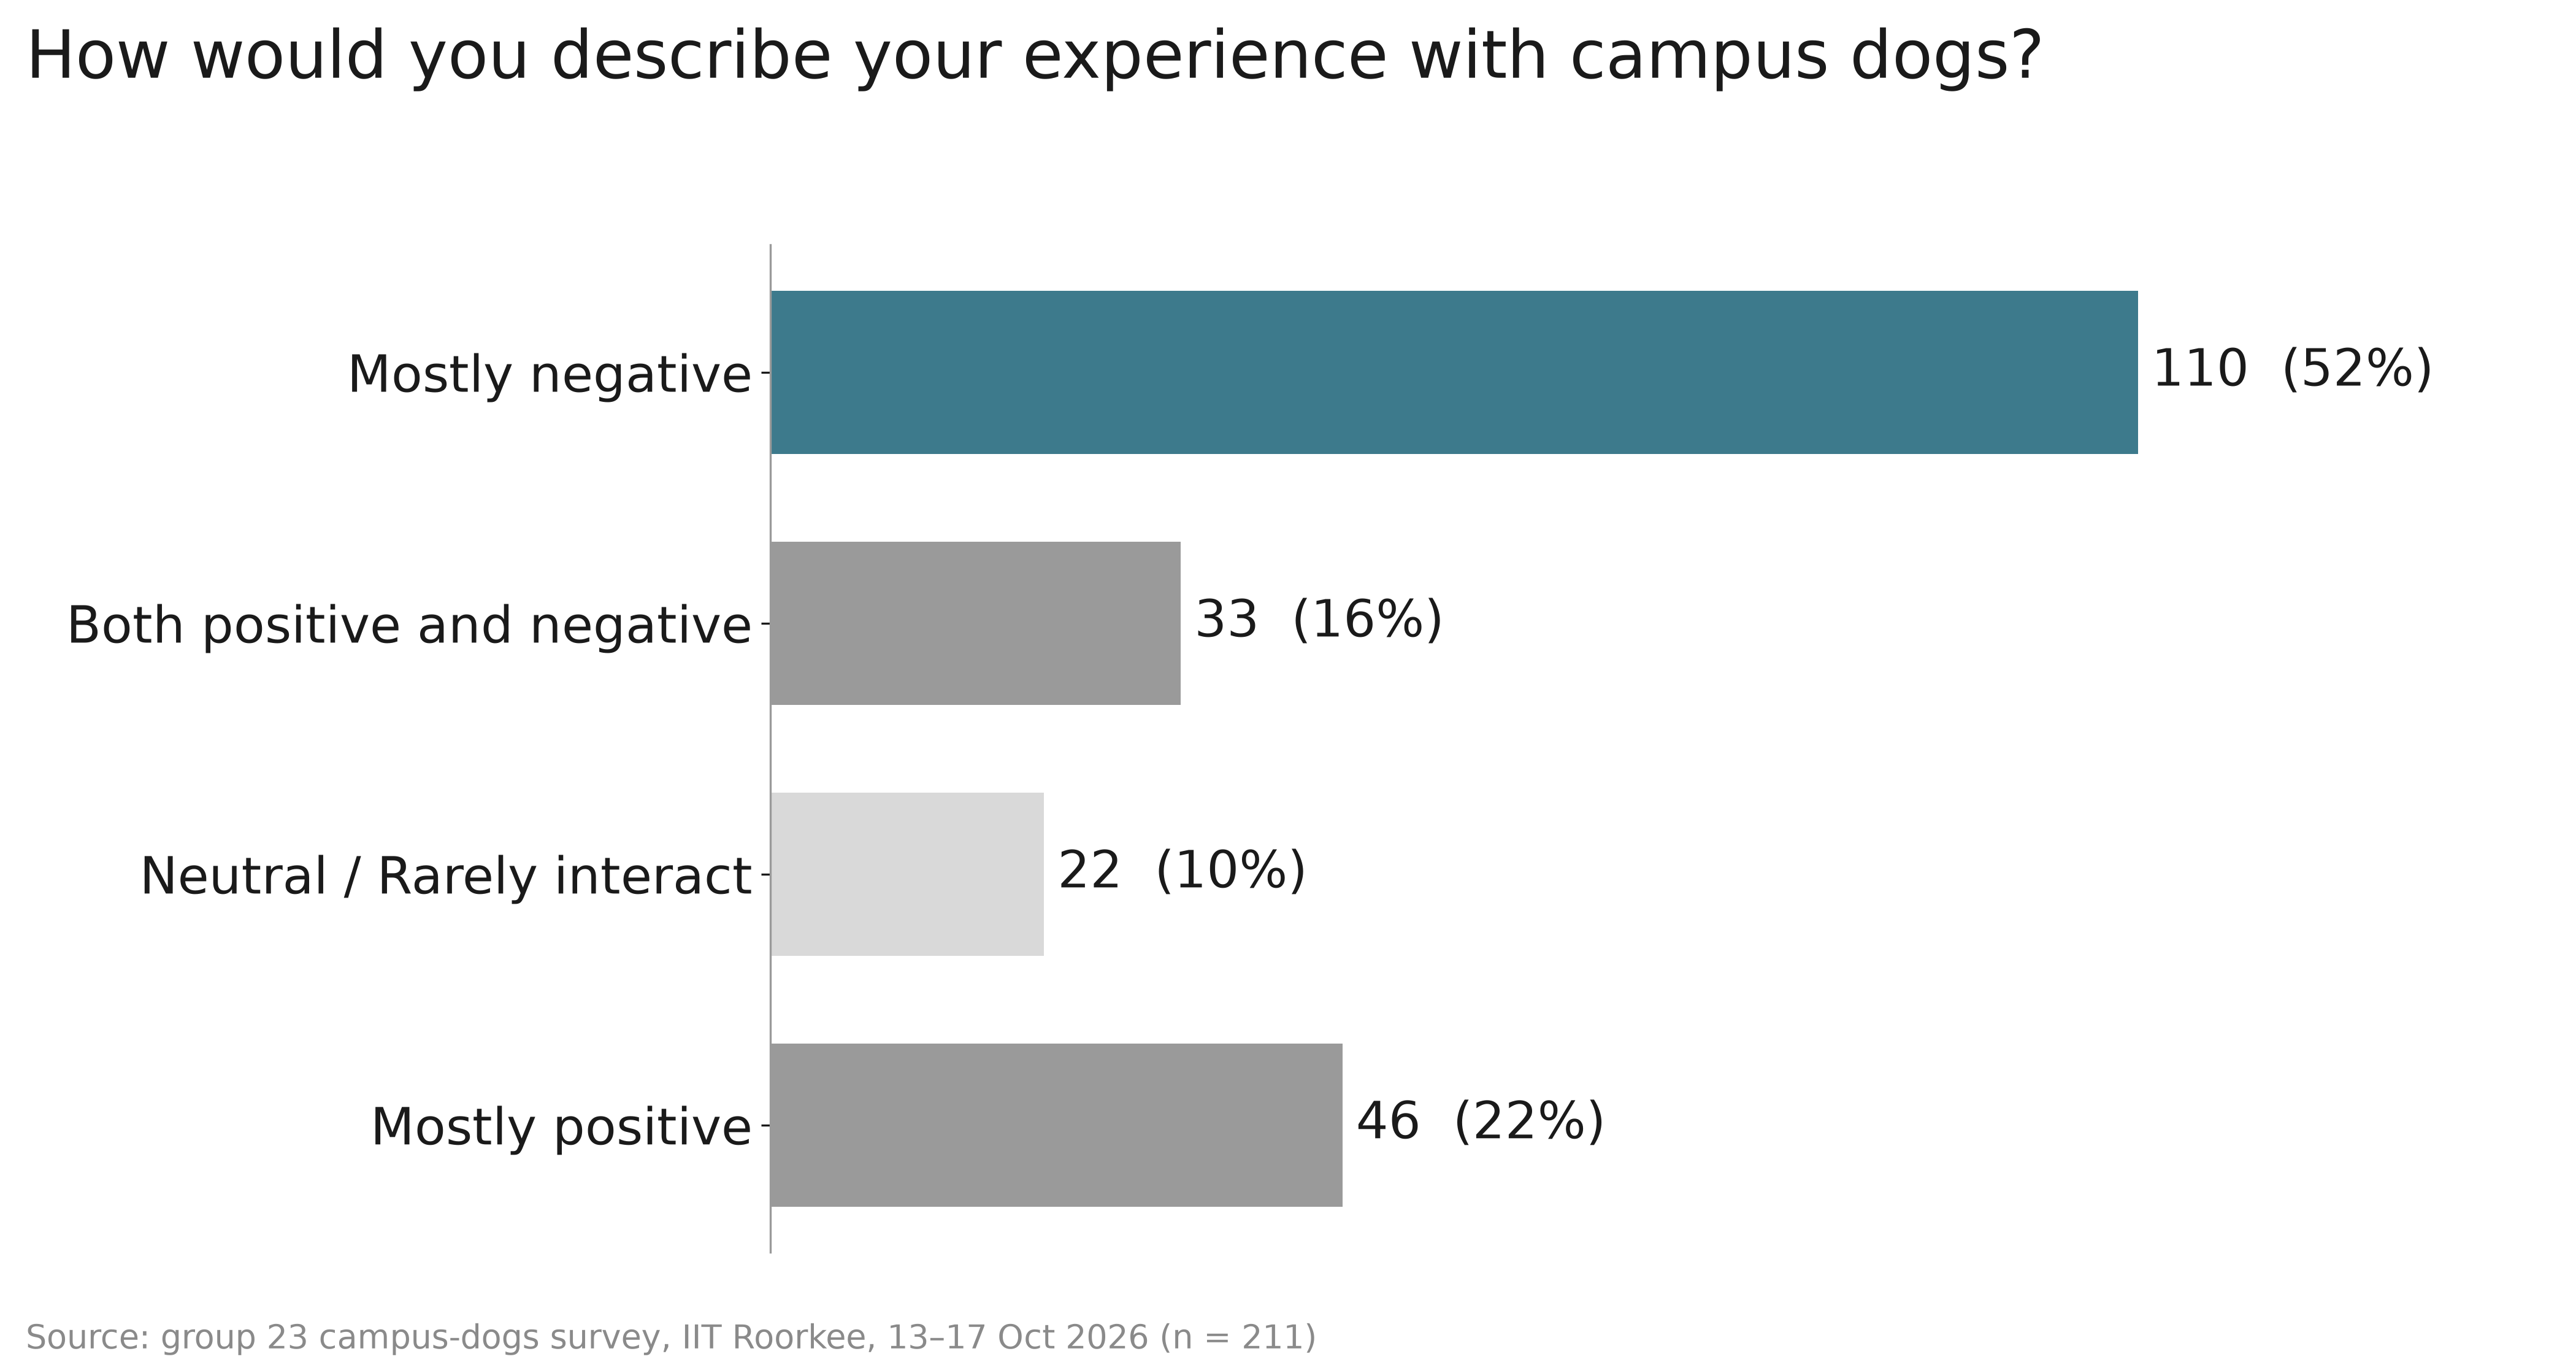 How would you describe your experience with campus dogs?
Mostly negative 110 (52%)
Both positive and negative 33 (16%)
Neutral / Rarely interact 22 (10%)
Mostly positive 46 (22%)
Source: group 23 campus-dogs survey, IIT Roorkee, 13–17 Oct 2026 (n = 211)